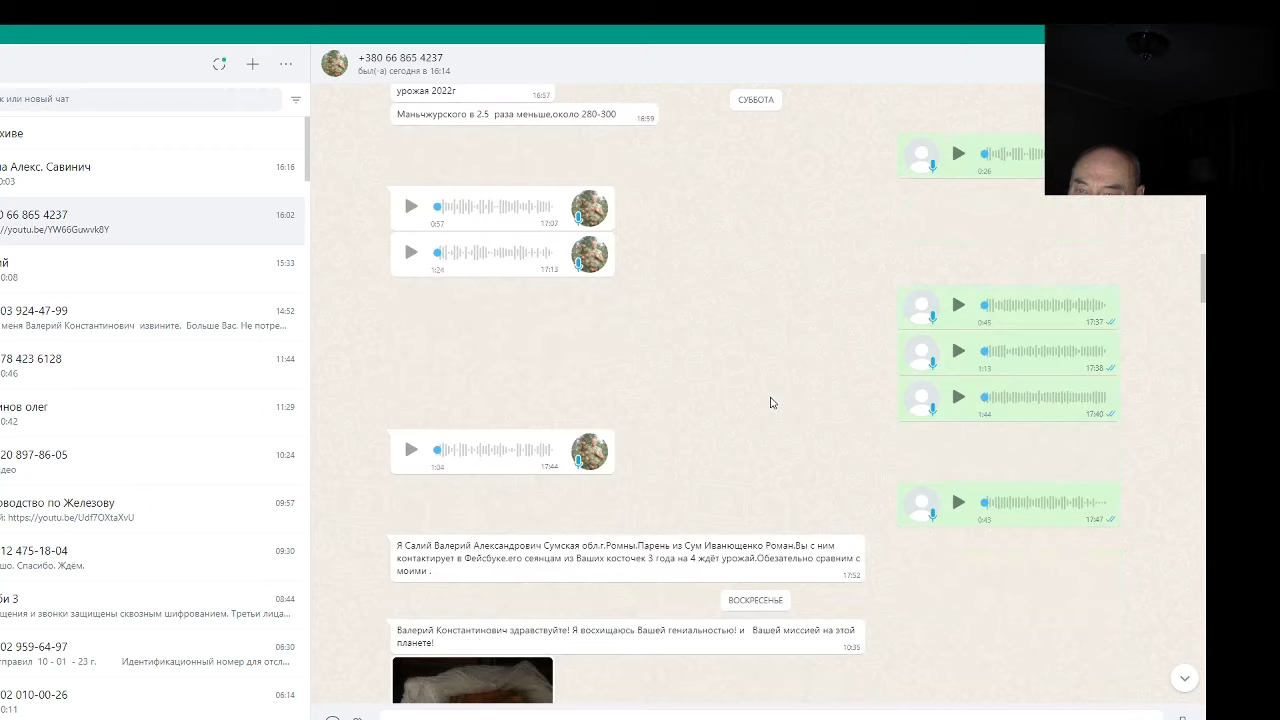 +380 66 865 4237
был(-а) сегодня в 16:14
к или новый чат
хиве
а Алекс. Савинич
16:16
0:03
0 66 865 4237
16:02
//youtu.be/YW66Guwvk8Y
ий
15:33
0:08
03 924-47-99
14:52
меня Валерий Константинович извините. Больше Вас. Не потре...
78 423 6128
11:44
0:46
инов олег
11:29
0:42
20 897-86-05
10:24
део
оводство по Железову
09:57
й: https://youtu.be/Udf7OXtaXvU
12 475-18-04
09:30
шо. Спасибо. Ждём.
би 3
08:44
щения и звонки защищены сквозным шифрованием. Третьи лица...
02 959-64-97
06:30
правил 10 - 01 - 23 г. Идентификационный номер для отсл...
02 010-00-26
06:14
0:11
урожая 2022г
16:57
СУББОТА
Маньчжурского в 2.5 раза меньше,около 280-300
16:59
0:26
0:57
17:07
1:24
17:13
0:45
17:37
1:13
17:38
1:44
17:40
1:04
17:44
0:43
17:47
Я Салий Валерий Александрович Сумская обл.г.Ромны.Парень из Сум Иванющенко Роман.Вы с ним
контактирует в Фейсбуке.его сеянцам из Ваших косточек 3 года на 4 ждёт урожай.Обезательно сравним с
моими .
17:52
ВОСКРЕСЕНЬЕ
Валерий Константинович здравствуйте! Я восхищаюсь Вашей гениальностью! и Вашей миссией на этой
планете!
10:35